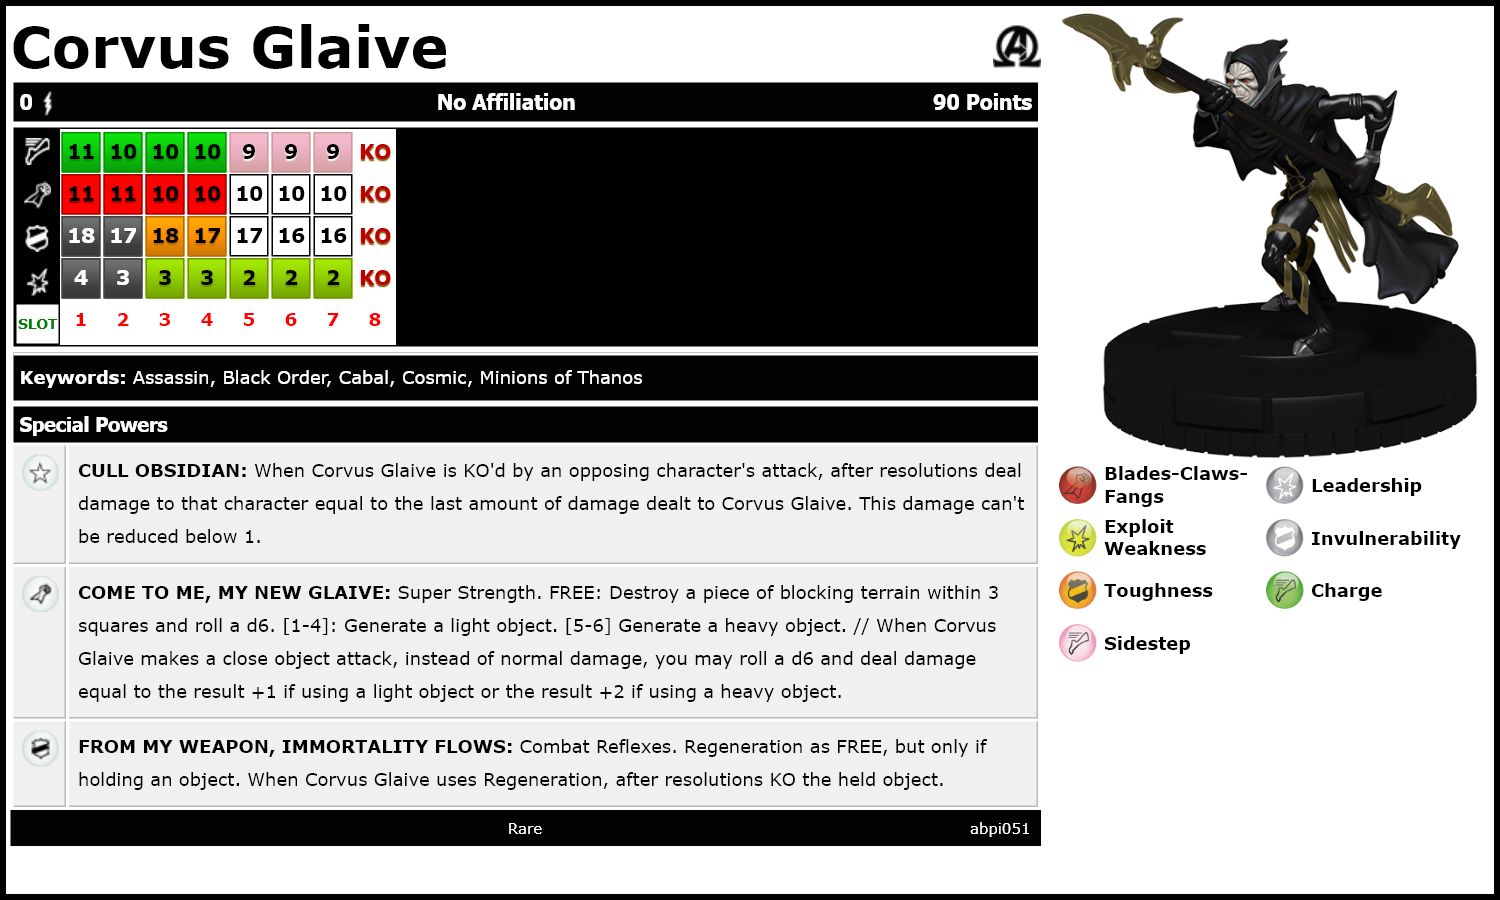 Corvus Glaive
0 No Affiliation 90 Points
11 10 10 10 9 9 9 KO
11 11 10 10 10 10 10 KO
18 17 18 17 17 16 16 KO
4 3 3 3 2 2 2 KO
SLOT 1 2 3 4 5 6 7 8
Keywords: Assassin, Black Order, Cabal, Cosmic, Minions of Thanos
Special Powers
CULL OBSIDIAN: When Corvus Glaive is KO'd by an opposing character's attack, after resolutions deal
damage to that character equal to the last amount of damage dealt to Corvus Glaive. This damage can't
be reduced below 1.
COME TO ME, MY NEW GLAIVE: Super Strength. FREE: Destroy a piece of blocking terrain within 3
squares and roll a d6. [1-4]: Generate a light object. [5-6] Generate a heavy object. // When Corvus
Glaive makes a close object attack, instead of normal damage, you may roll a d6 and deal damage
equal to the result +1 if using a light object or the result +2 if using a heavy object.
FROM MY WEAPON, IMMORTALITY FLOWS: Combat Reflexes. Regeneration as FREE, but only if
holding an object. When Corvus Glaive uses Regeneration, after resolutions KO the held object.
Rare abpi051
Blades-Claws-
Fangs
Leadership
Exploit
Weakness
Invulnerability
Toughness
Charge
Sidestep